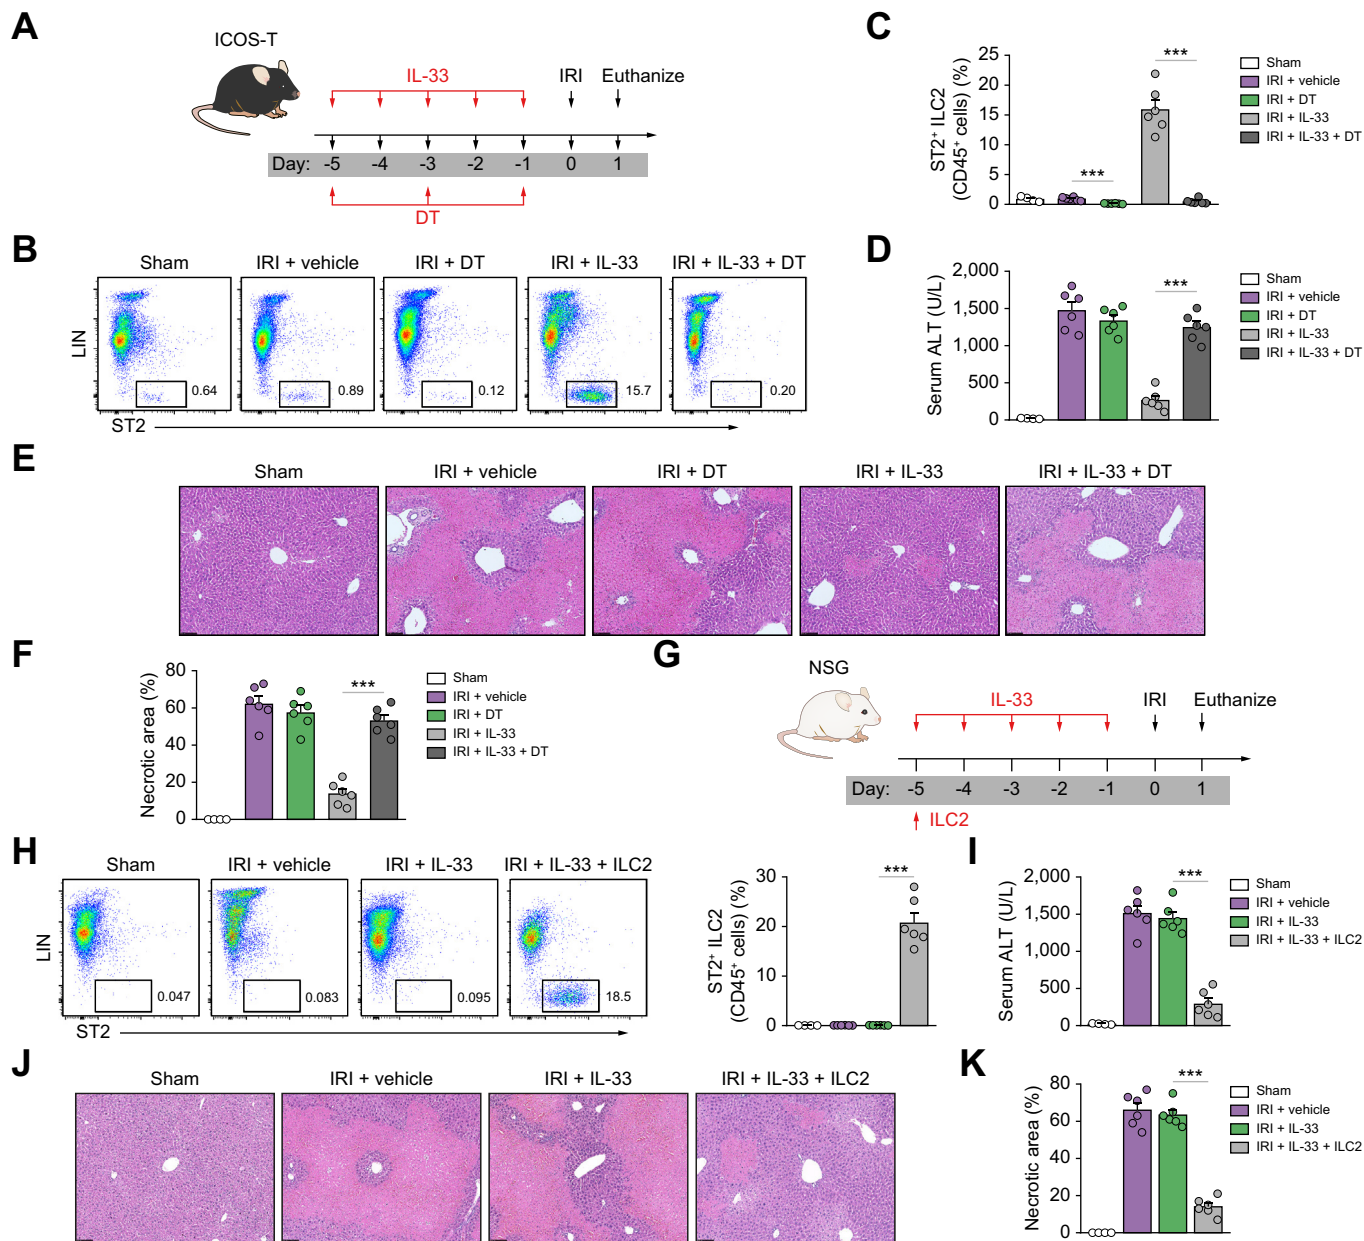 A
ICOS-T
IL-33
IRI
Euthanize
Day: -5 -4 -3 -2 -1 0 1
DT
C
ST2⁺ ILC2
(CD45⁺ cells) (%)
25
20
15
10
5
0
***
***
Sham
IRI + vehicle
IRI + DT
IRI + IL-33
IRI + IL-33 + DT
B
Sham
IRI + vehicle
IRI + DT
IRI + IL-33
IRI + IL-33 + DT
LIN
0.64
0.89
0.12
15.7
0.20
ST2
D
Serum ALT (U/L)
2,000
1,500
1,000
500
0
***
Sham
IRI + vehicle
IRI + DT
IRI + IL-33
IRI + IL-33 + DT
E
Sham
IRI + vehicle
IRI + DT
IRI + IL-33
IRI + IL-33 + DT
F
Necrotic area (%)
80
60
40
20
0
***
Sham
IRI + vehicle
IRI + DT
IRI + IL-33
IRI + IL-33 + DT
G
NSG
IL-33
IRI
Euthanize
Day: -5 -4 -3 -2 -1 0 1
ILC2
H
Sham
IRI + vehicle
IRI + IL-33
IRI + IL-33 + ILC2
LIN
0.047
0.083
0.095
18.5
ST2
ST2⁺ ILC2
(CD45⁺ cells) (%)
30
20
10
0
***
I
Serum ALT (U/L)
2,000
1,500
1,000
500
0
***
Sham
IRI + vehicle
IRI + IL-33
IRI + IL-33 + ILC2
J
Sham
IRI + vehicle
IRI + IL-33
IRI + IL-33 + ILC2
K
Necrotic area (%)
80
60
40
20
0
***
Sham
IRI + vehicle
IRI + IL-33
IRI + IL-33 + ILC2